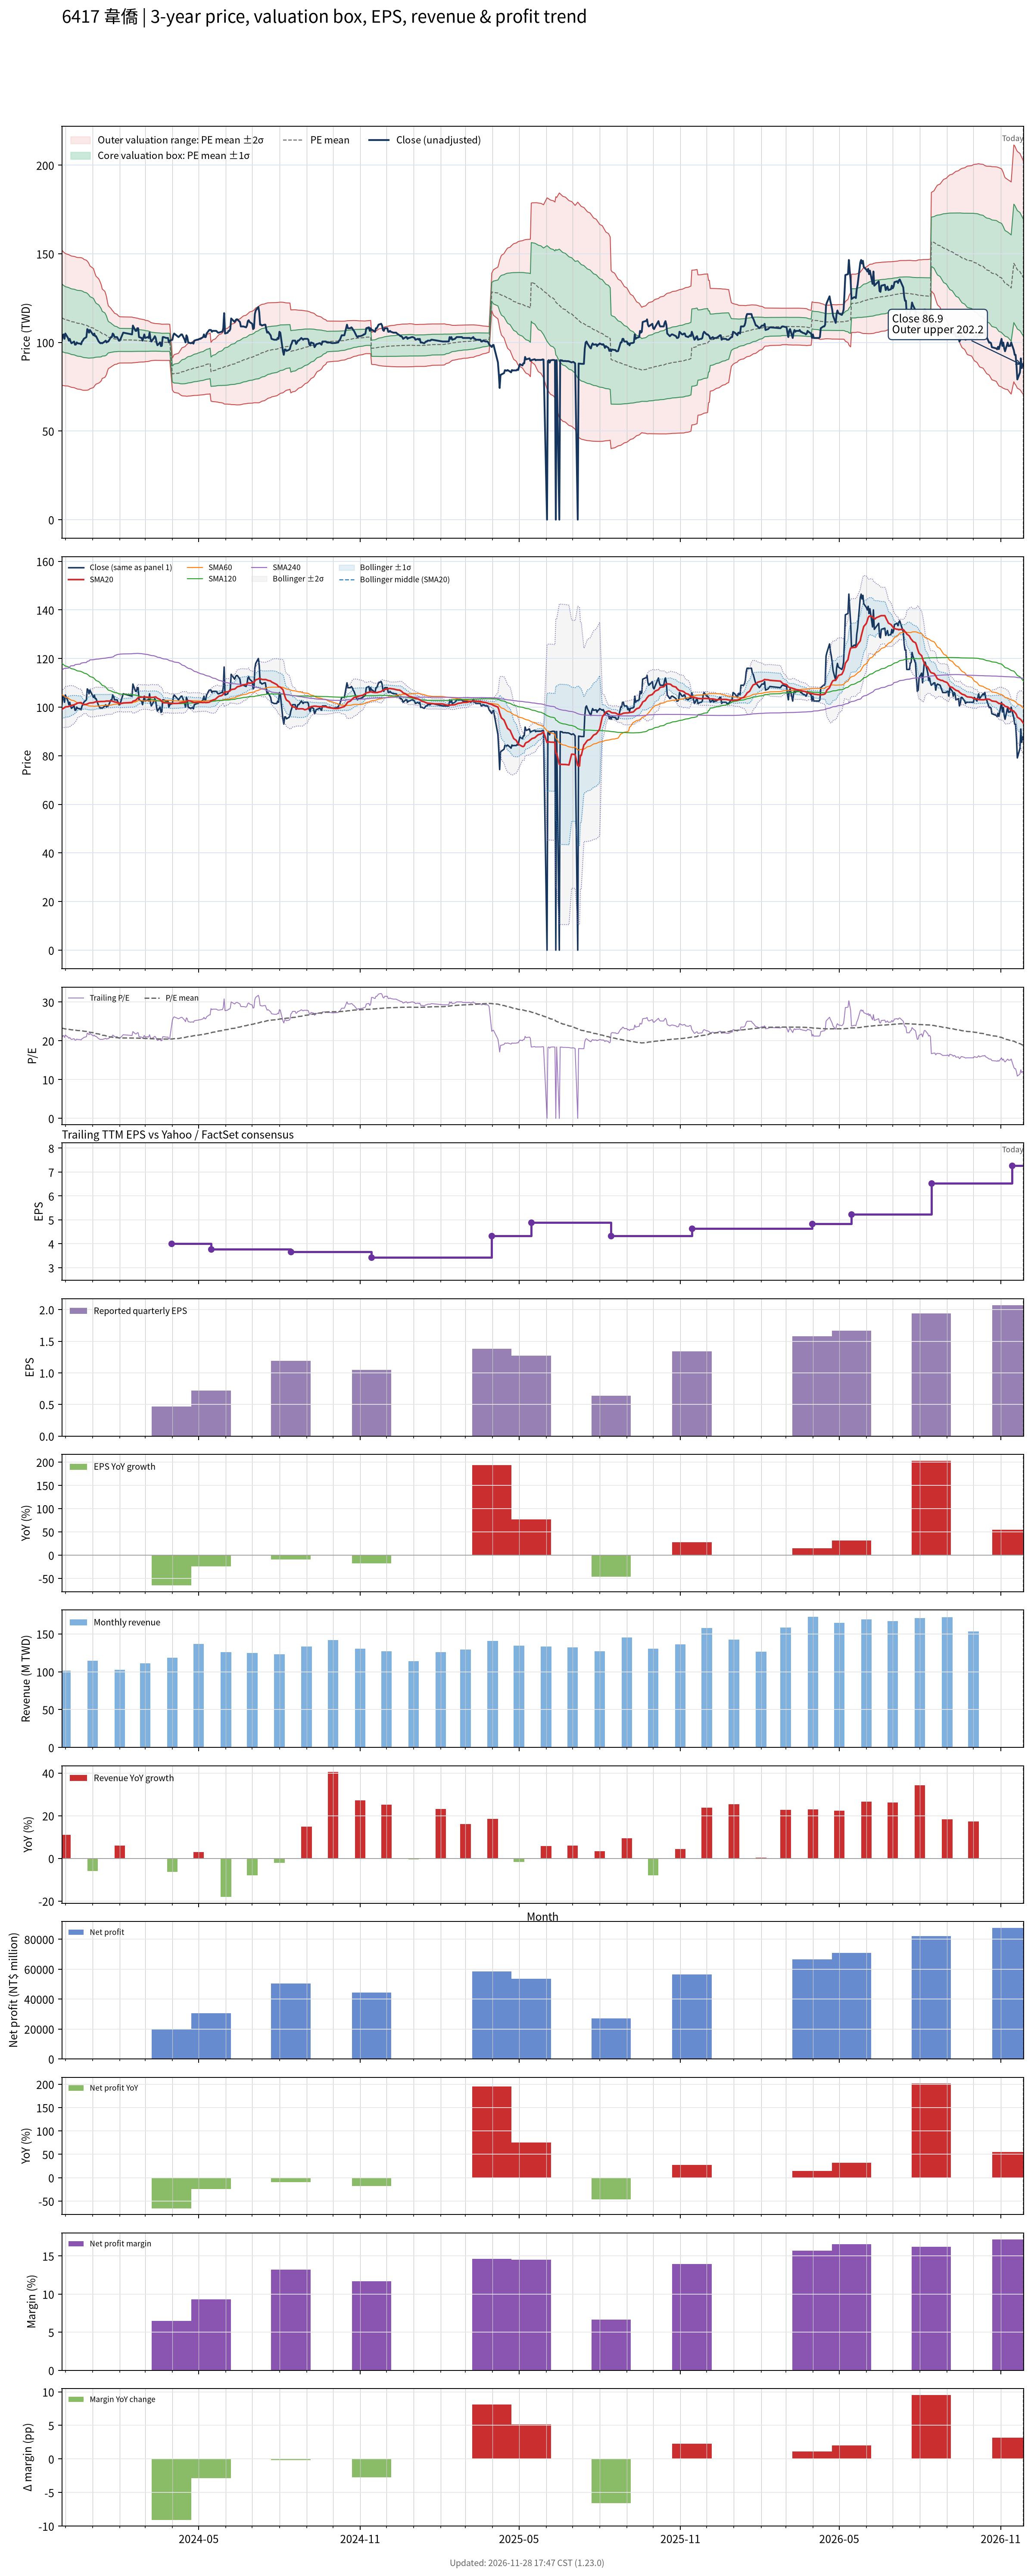 6417 韋僑 | 3-year price, valuation box, EPS, revenue & profit trend
Outer valuation range: PE mean ±2σ
PE mean
Close (unadjusted)
Core valuation box: PE mean ±1σ
Today
200
150
100
50
0
Price (TWD)
Close 86.9
Outer upper 202.2
Close (same as panel 1)
SMA60
SMA240
Bollinger ±1σ
SMA20
SMA120
Bollinger ±2σ
Bollinger middle (SMA20)
160
140
120
100
80
60
40
20
0
Price
Trailing P/E
P/E mean
30
20
10
0
P/E
Trailing TTM EPS vs Yahoo / FactSet consensus
Today
8
7
6
5
4
3
EPS
Reported quarterly EPS
2.0
1.5
1.0
0.5
0.0
EPS
EPS YoY growth
200
150
100
50
0
-50
YoY (%)
Monthly revenue
150
100
50
0
Revenue (M TWD)
Revenue YoY growth
40
20
0
-20
YoY (%)
Month
Net profit
80000
60000
40000
20000
0
Net profit (NT$ million)
Net profit YoY
200
150
100
50
0
-50
YoY (%)
Net profit margin
15
10
5
0
Margin (%)
Margin YoY change
10
5
0
-5
-10
Δ margin (pp)
2024-05
2024-11
2025-05
2025-11
2026-05
2026-11
Updated: 2026-11-28 17:47 CST (1.23.0)